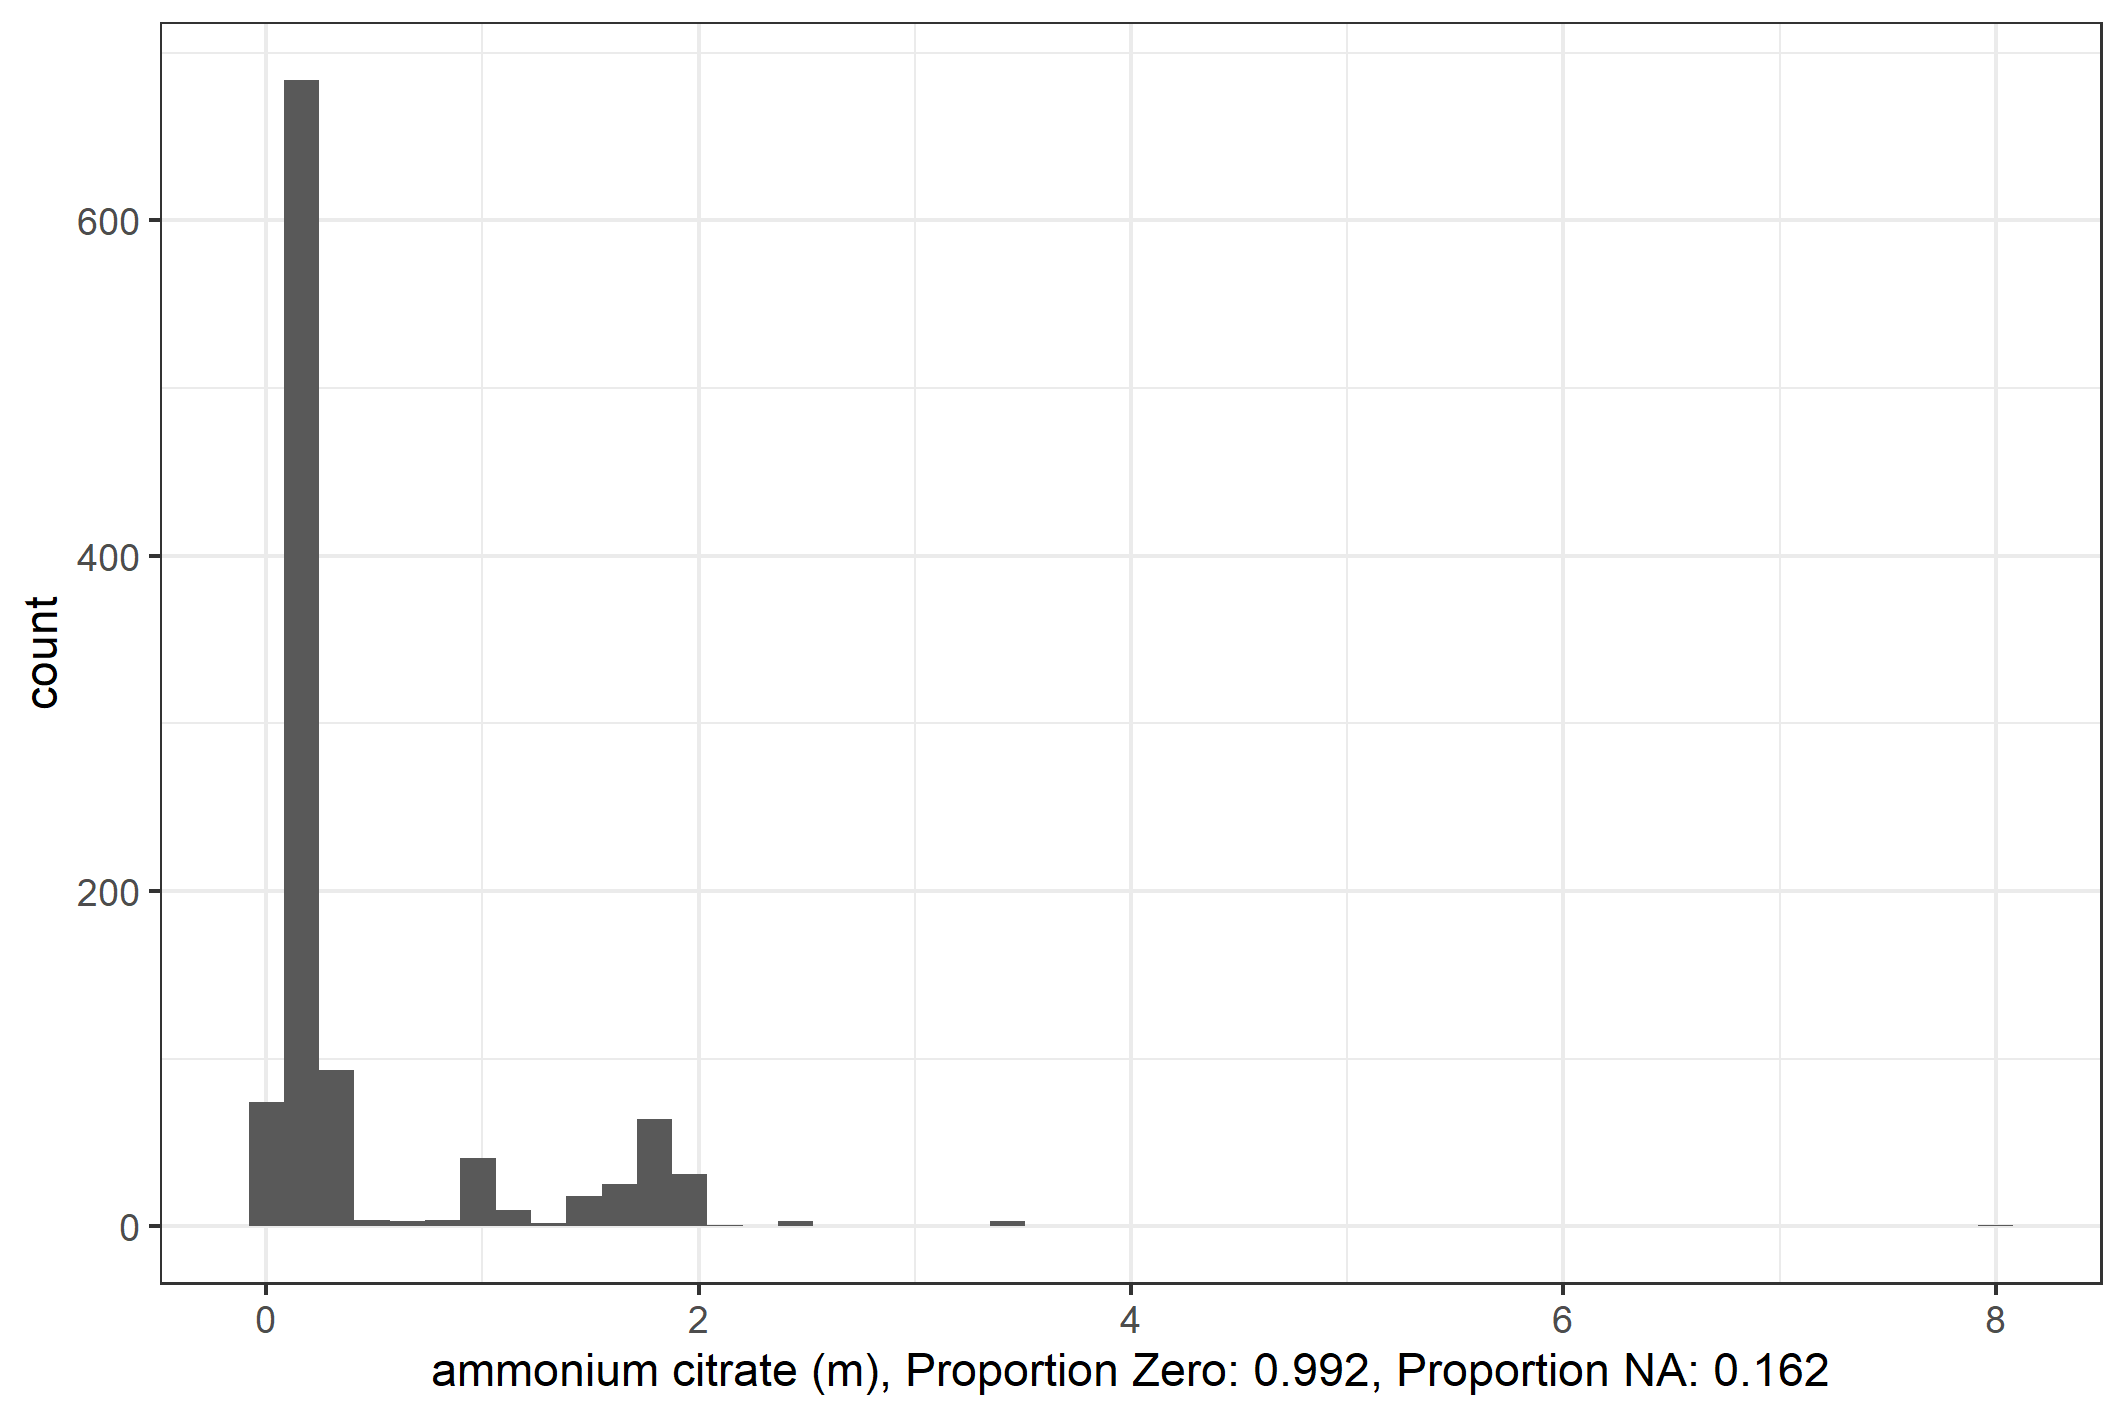 600
400
200
0
count
0 2 4 6 8
ammonium citrate (m), Proportion Zero: 0.992, Proportion NA: 0.162